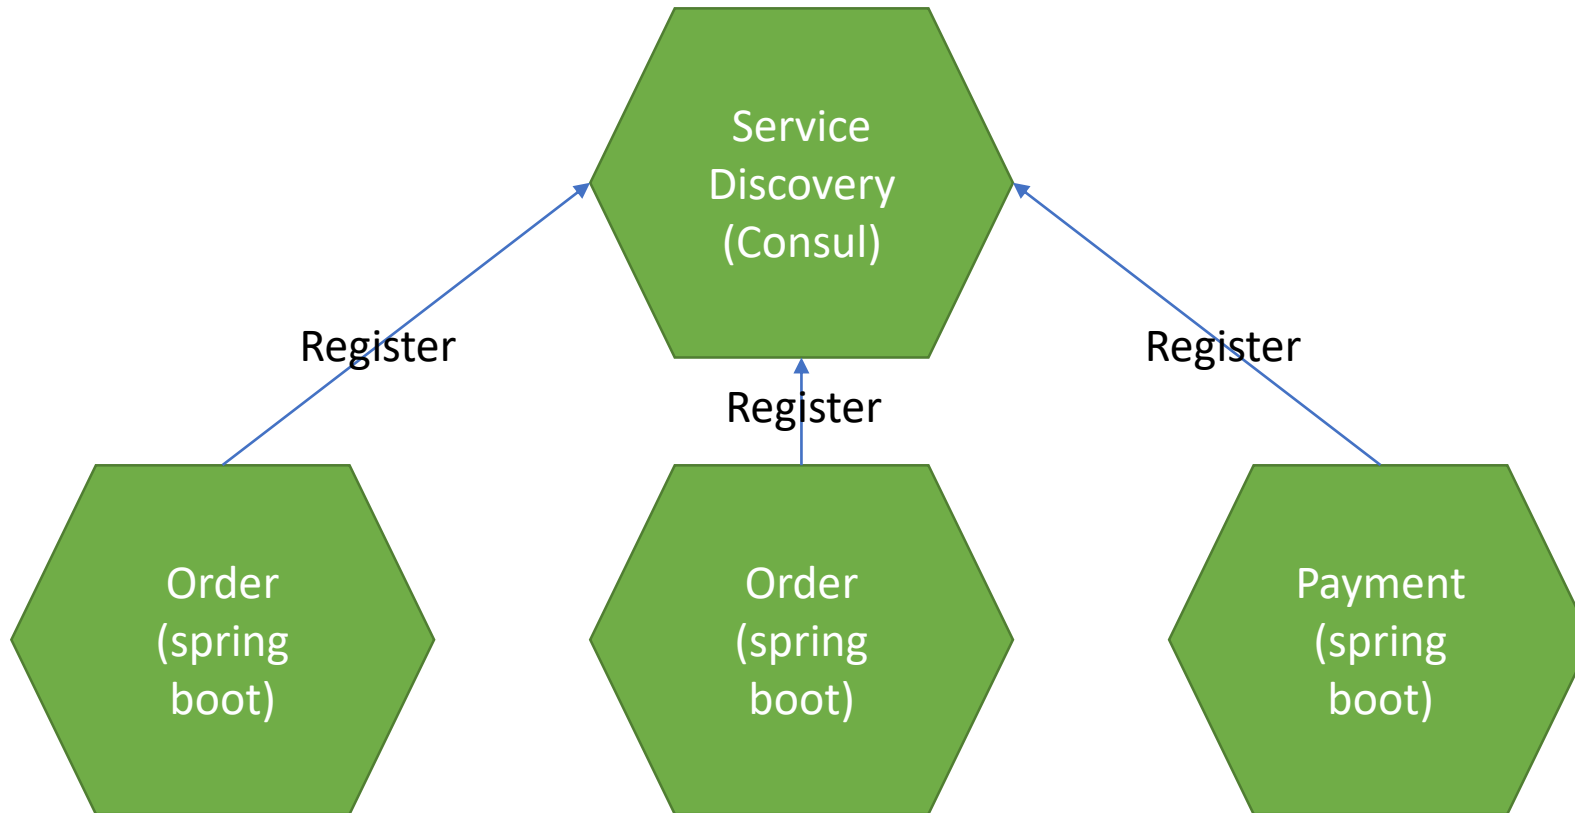 Service
Discovery
(Consul)
Register
Register
Register
Order
(spring
boot)
Order
(spring
boot)
Payment
(spring
boot)